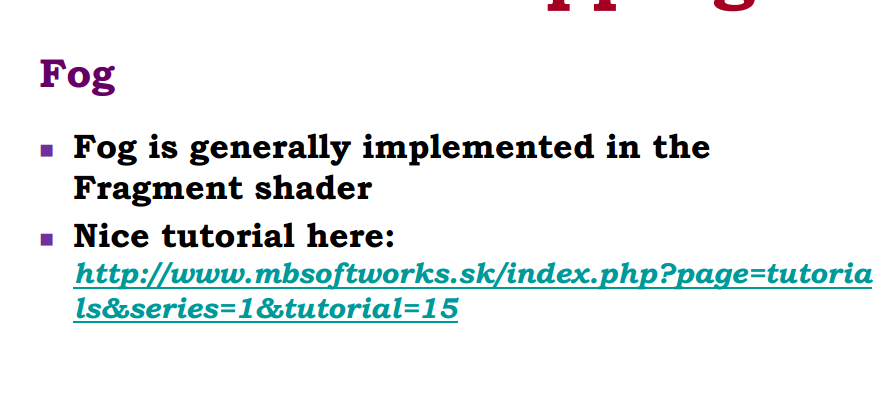 Fog
Fog is generally implemented in the
Fragment shader
Nice tutorial here:
http://www.mbsoftworks.sk/index.php?page=tutoria
ls&series=1&tutorial=15